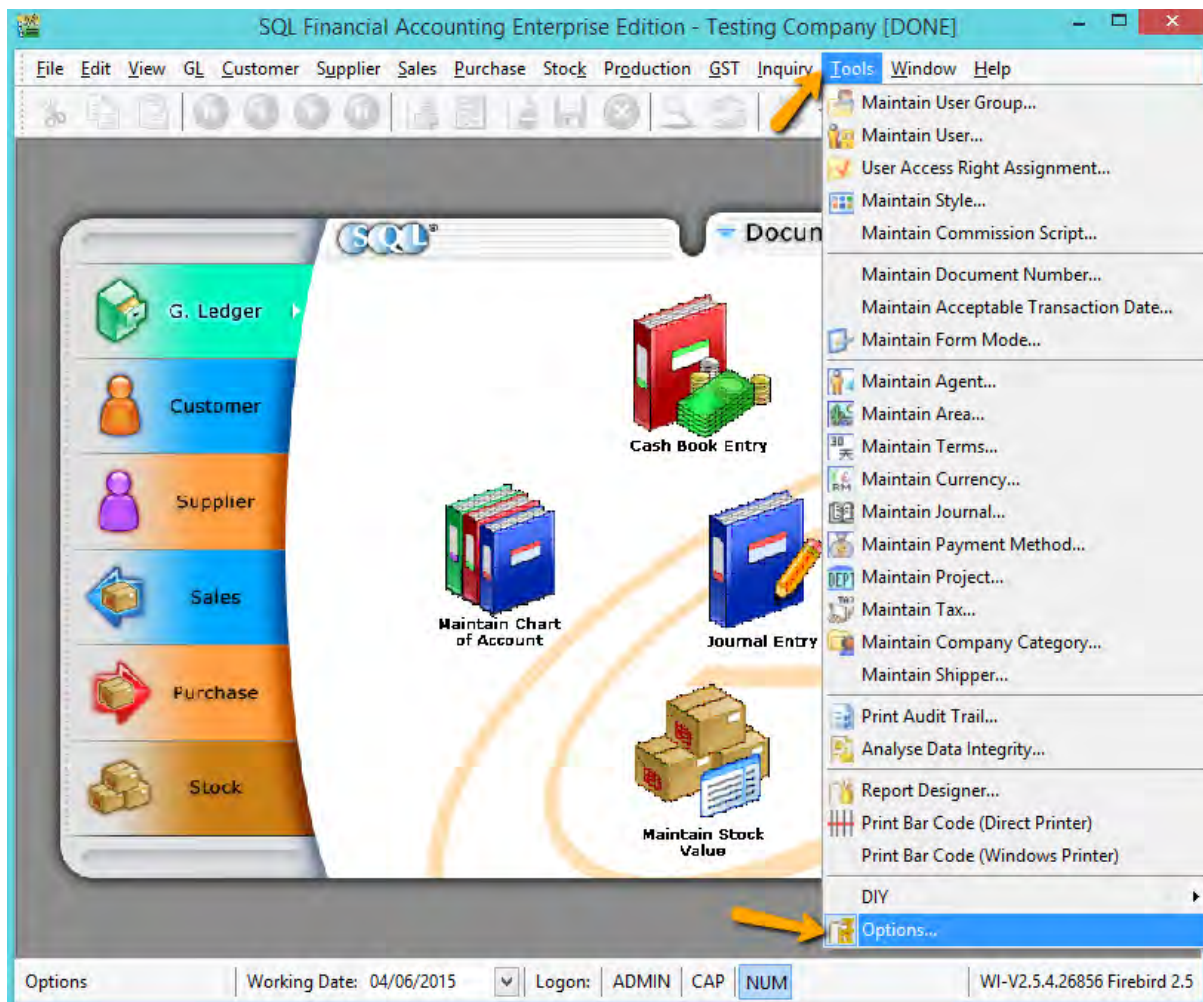 SQL Financial Accounting Enterprise Edition - Testing Company [DONE]
File Edit View GL Customer Supplier Sales Purchase Stock Production GST Inquiry Tools Window Help
Maintain User Group...
Maintain User...
User Access Right Assignment...
Maintain Style...
Maintain Commission Script...
Maintain Document Number...
Maintain Acceptable Transaction Date...
Maintain Form Mode...
Maintain Agent...
Maintain Area...
Maintain Terms...
Maintain Currency...
Maintain Journal...
Maintain Payment Method...
Maintain Project...
Maintain Tax...
Maintain Company Category...
Maintain Shipper...
Print Audit Trail...
Analyse Data Integrity...
Report Designer...
Print Bar Code (Direct Printer)
Print Bar Code (Windows Printer)
DIY
Options...
SQL®
Docum
G. Ledger
Customer
Supplier
Sales
Purchase
Stock
Cash Book Entry
Maintain Chart
of Account
Journal Entry
Maintain Stock
Value
Options Working Date: 04/06/2015 Logon: ADMIN CAP NUM WI-V2.5.4.26856 Firebird 2.5